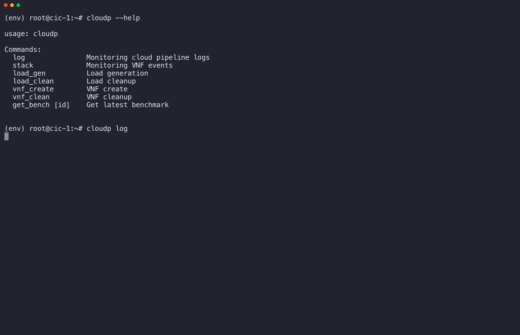 (env) root@cic-1:~# cloudp --help
usage: cloudp
Commands:
log Monitoring cloud pipeline logs
stack Monitoring VNF events
load_gen Load generation
load_clean Load cleanup
vnf_create VNF create
vnf_clean VNF cleanup
get_bench [id] Get latest benchmark
(env) root@cic-1:~# cloudp log